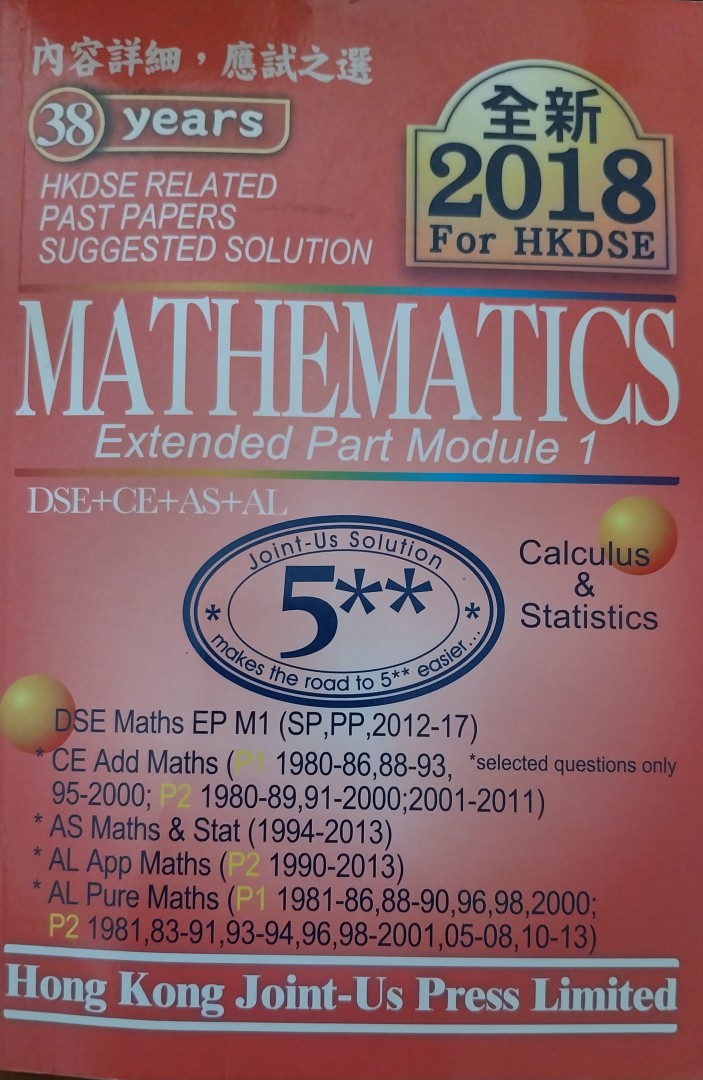 內容詳細，應試之選
38 years
HKDSE RELATED
PAST PAPERS
SUGGESTED SOLUTION
全新
2018
For HKDSE
MATHEMATICS
Extended Part Module 1
DSE+CE+AS+AL
Joint-Us Solution
* 5** *
makes the road to 5** easier...
Calculus
&
Statistics
DSE Maths EP M1 (SP,PP,2012-17)
* CE Add Maths (P1 1980-86,88-93, *selected questions only
95-2000; P2 1980-89,91-2000;2001-2011)
* AS Maths & Stat (1994-2013)
* AL App Maths (P2 1990-2013)
* AL Pure Maths (P1 1981-86,88-90,96,98,2000;
P2 1981,83-91,93-94,96,98-2001,05-08,10-13)
Hong Kong Joint-Us Press Limited